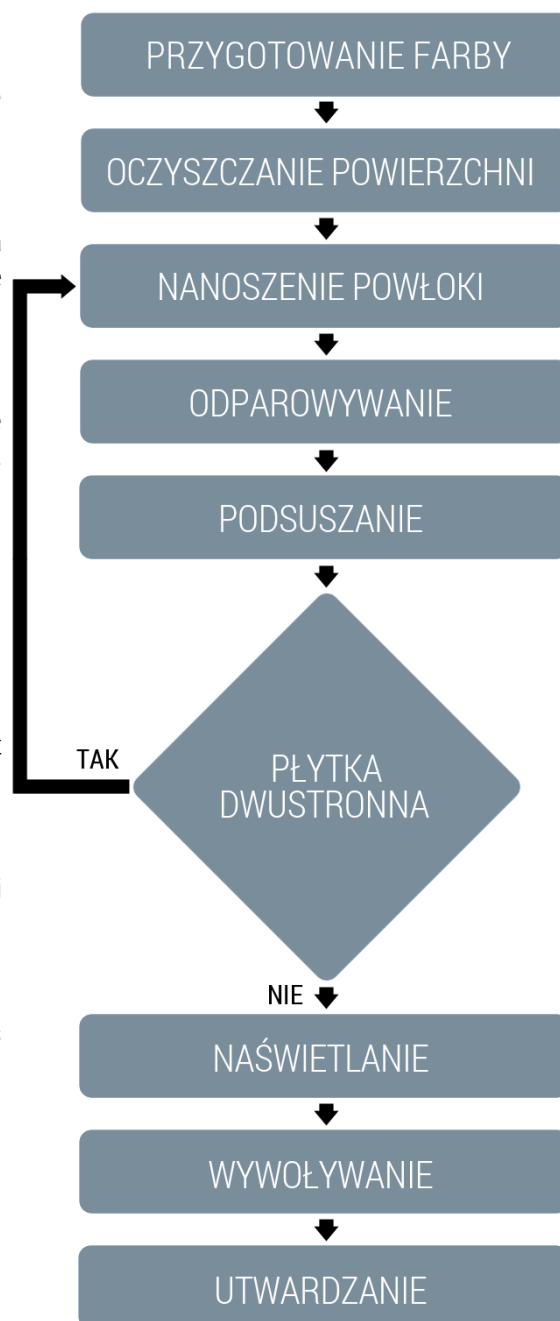 PRZYGOTOWANIE FARBY
OCZYSZCZANIE POWIERZCHNI
NANOSZENIE POWŁOKI
ODPAROWYWANIE
PODSUSZANIE
TAK
PŁYTKA
DWUSTRONNA
NIE
NAŚWIETLANIE
WYWOŁYWANIE
UTWARDZANIE